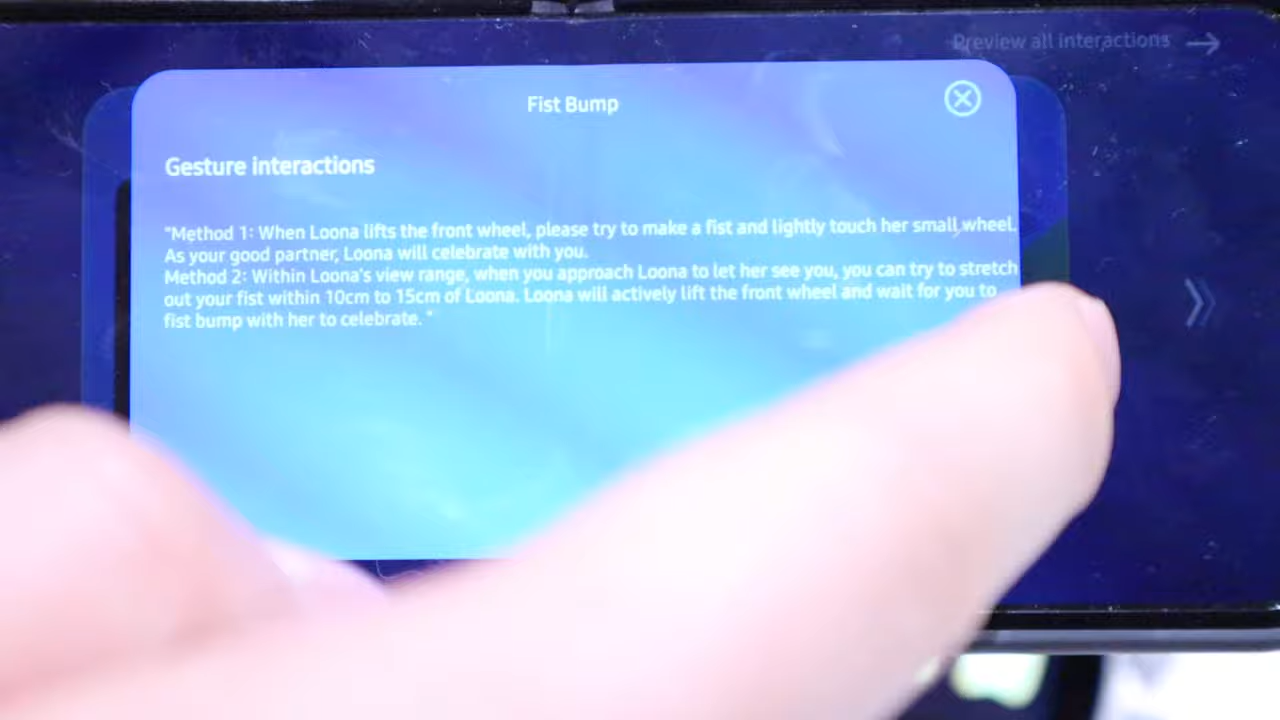 Preview all interactions
Fist Bump
Gesture interactions
"Method 1: When Loona lifts the front wheel, please try to make a fist and lightly touch her small wheel.
As your good partner, Loona will celebrate with you.
Method 2: Within Loona's view range, when you approach Loona to let her see you, you can try to stretch
out your fist within 10cm to 15cm of Loona. Loona will actively lift the front wheel and wait for you to
fist bump with her to celebrate. "